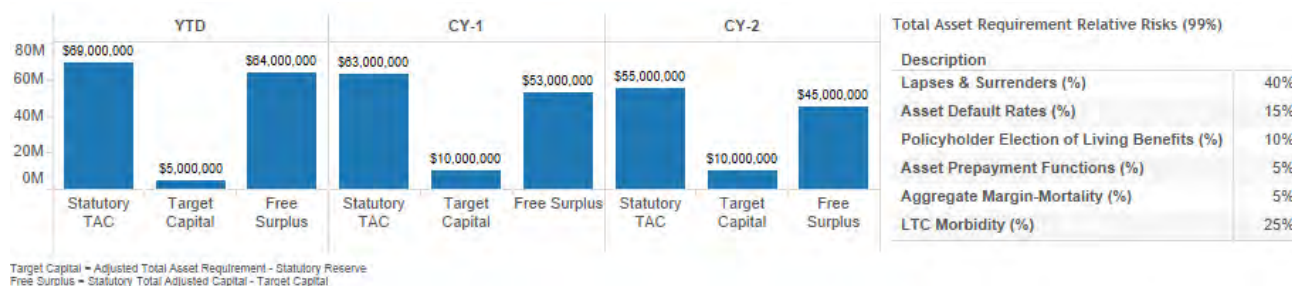 YTD CY-1 CY-2
80M
60M
40M
20M
0M
$69,000,000 $5,000,000 $64,000,000 $63,000,000 $10,000,000 $53,000,000 $55,000,000 $10,000,000 $45,000,000
Statutory TAC Target Capital Free Surplus Statutory TAC Target Capital Free Surplus Statutory TAC Target Capital Free Surplus
Target Capital = Adjusted Total Asset Requirement - Statutory Reserve
Free Surplus = Statutory Total Adjusted Capital - Target Capital
Total Asset Requirement Relative Risks (99%)
Description
Lapses & Surrenders (%) 40%
Asset Default Rates (%) 15%
Policyholder Election of Living Benefits (%) 10%
Asset Prepayment Functions (%) 5%
Aggregate Margin-Mortality (%) 5%
LTC Morbidity (%) 25%